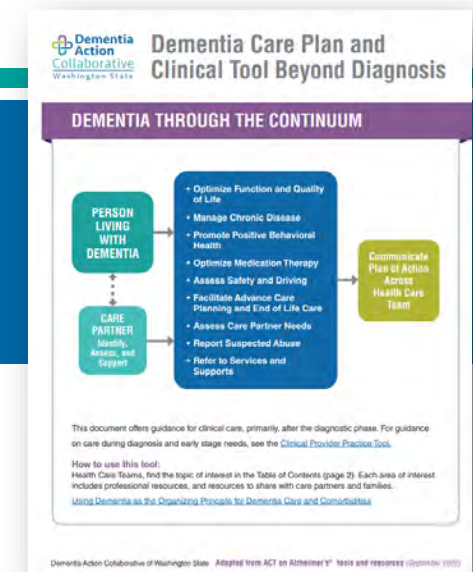 Dementia
Action
Collaborative
Washington State
Dementia Care Plan and
Clinical Tool Beyond Diagnosis
DEMENTIA THROUGH THE CONTINUUM
PERSON
LIVING
WITH
DEMENTIA
CARE
PARTNER
Identify,
Assess, and
Support
• Optimize Function and Quality
of Life
• Manage Chronic Disease
• Promote Positive Behavioral
Health
• Optimize Medication Therapy
• Assess Safety and Driving
• Facilitate Advance Care
Planning and End of Life Care
• Assess Care Partner Needs
• Report Suspected Abuse
• Refer to Services and
Supports
Communicate
Plan of Action
Across
Health Care
Team
This document offers guidance for clinical care, primarily, after the diagnostic phase. For guidance
on care during diagnosis and early stage needs, see the Clinical Provider Practice Tool.
How to use this tool:
Health Care Teams, find the topic of interest in the Table of Contents (page 2). Each area of interest
includes professional resources, and resources to share with care partners and families.
Using Dementia as the Organizing Principle for Dementia Care and Comorbidities
Dementia Action Collaborative of Washington State Adapted from ACT on Alzheimer's® tools and resources